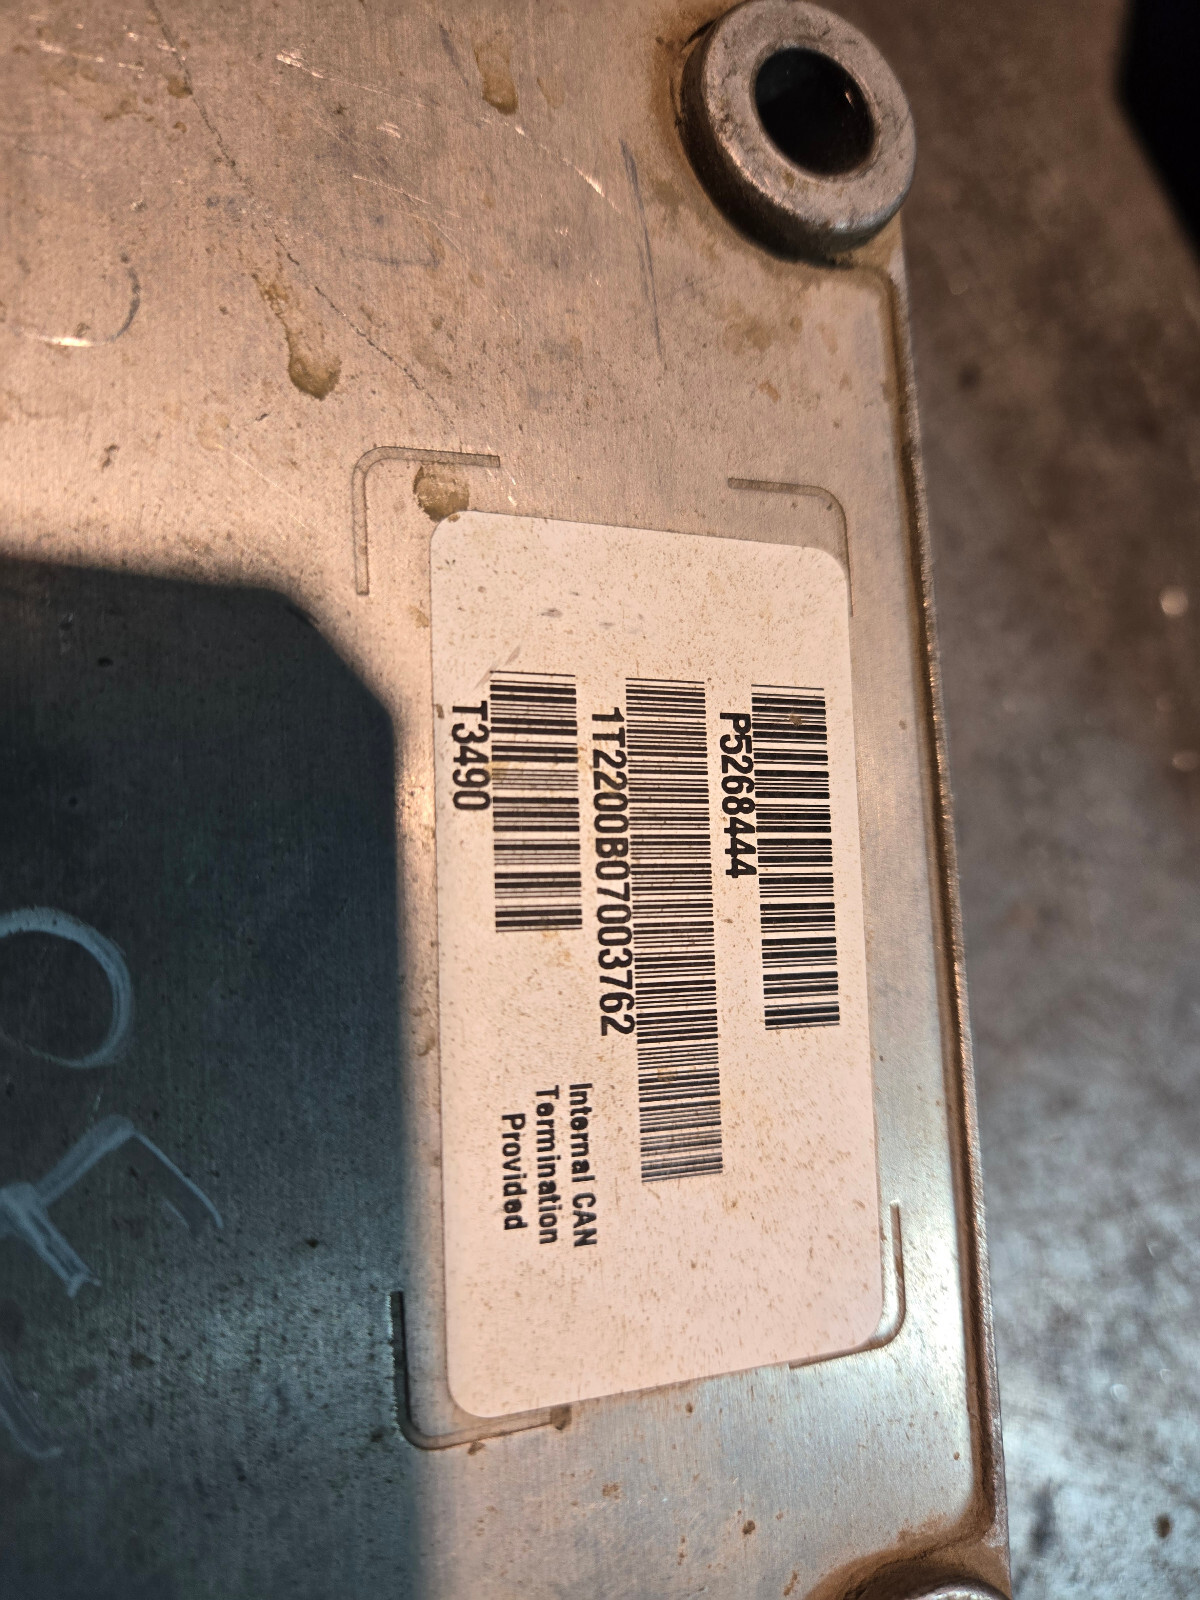 P5268444
1T2200B07003762
T3490
Internal CAN
Termination
Provided